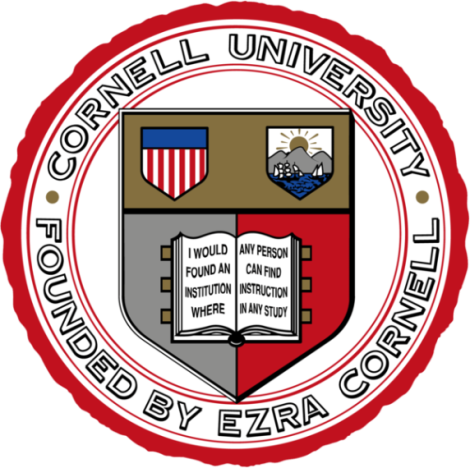 CORNELL UNIVERSITY
FOUNDED BY EZRA CORNELL
I WOULD
FOUND AN
INSTITUTION
WHERE
ANY PERSON
CAN FIND
INSTRUCTION
IN ANY STUDY